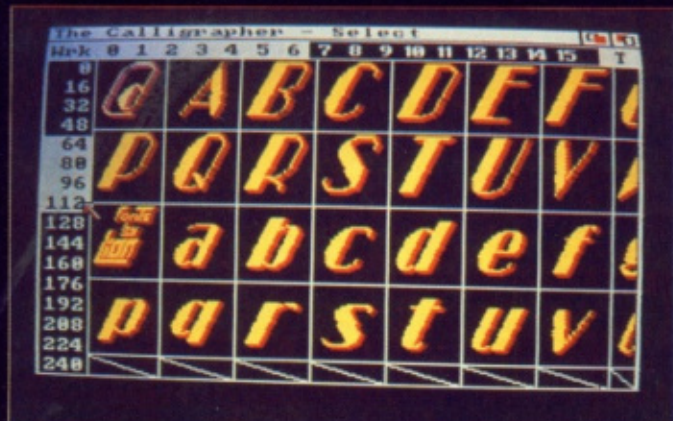 The Calligrapher - Select
Wrk 0 1 2 3 4 5 6 7 8 9 10 11 12 13 14 15 T
0
16
32
48
@ A B C D E F
64
80
96
112
P Q R S T U V
128
144
160
a b c d e f
176
192
208
224
p q r s t u v
240